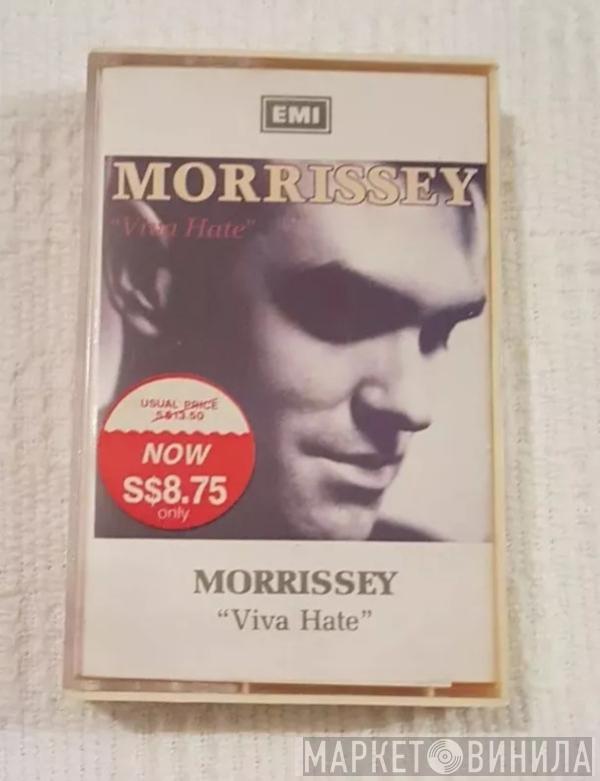 EMI
MORRISSEY
"Viva Hate"
USUAL PRICE
S$13.50
NOW
S$8.75
only
MORRISSEY
"Viva Hate"
МАРКЕТ ВИНИЛА